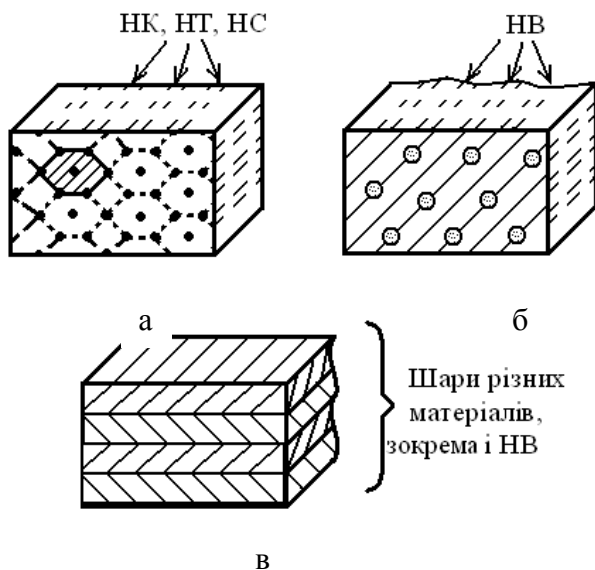 НК, НТ, НС
НВ
а
б
Шари різних
матеріалів,
зокрема і НВ
в